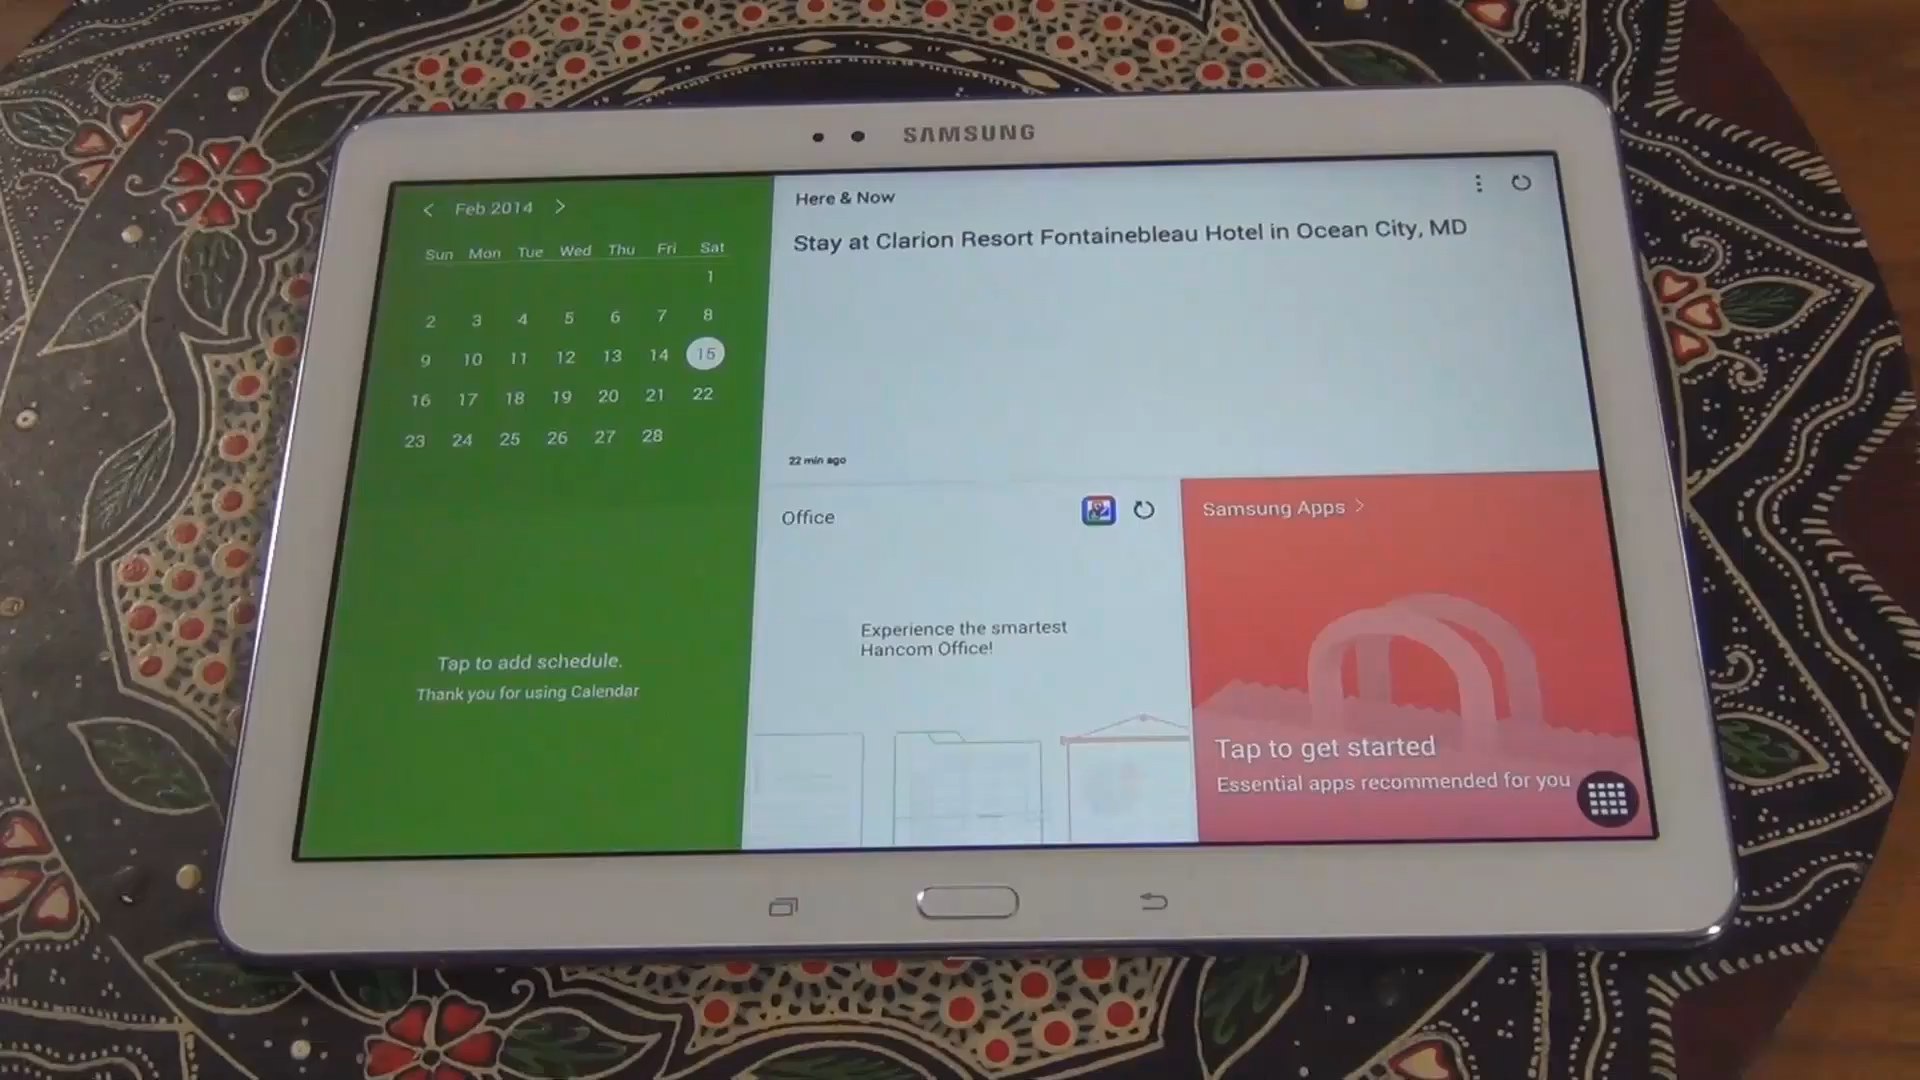 SAMSUNG
< Feb 2014 >
Sun Mon Tue Wed Thu Fri Sat
1
2 3 4 5 6 7 8
9 10 11 12 13 14 15
16 17 18 19 20 21 22
23 24 25 26 27 28
Tap to add schedule.
Thank you for using Calendar
Here & Now
Stay at Clarion Resort Fontainebleau Hotel in Ocean City, MD
22 min ago
Office
Experience the smartest
Hancom Office!
Samsung Apps >
Tap to get started
Essential apps recommended for you